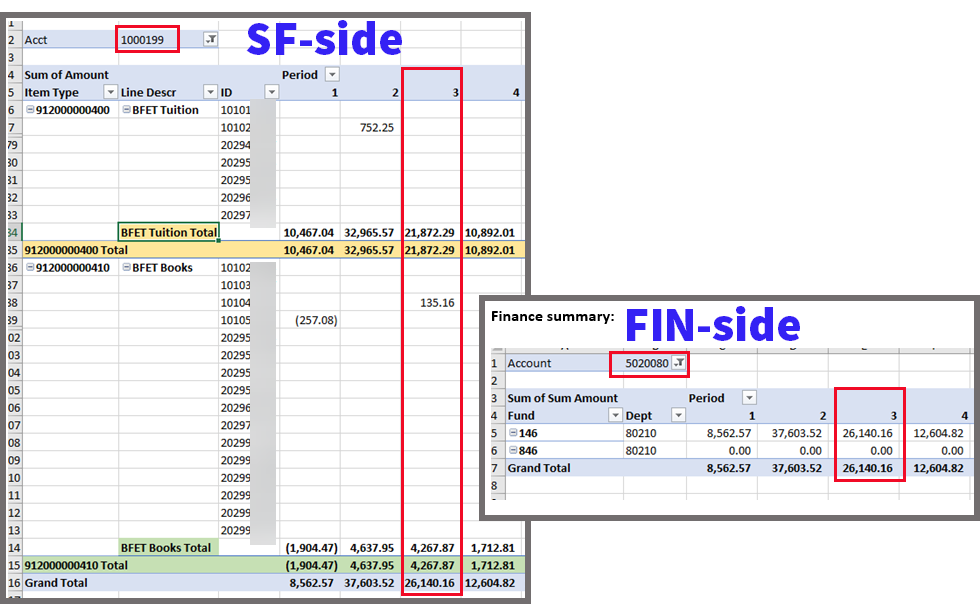 SF-side
2 Acct 1000199
3
4 Sum of Amount Period
5 Item Type Line Descr ID 1 2 3 4
6 912000000400 BFET Tuition 10101
7 10102 752.25
79 20294
80 20295
81 20295
82 20296
83 20297
84 BFET Tuition Total 10,467.04 32,965.57 21,872.29 10,892.01
85 912000000400 Total 10,467.04 32,965.57 21,872.29 10,892.01
86 912000000410 BFET Books 10102
87 10103
88 10104 135.16
89 10105 (257.08)
02 20295
03 20295
04 20295
05 20295
06 20296
07 20297
08 20299
09 20299
10 20299
11 20299
12 20299
13 20299
14 BFET Books Total (1,904.47) 4,637.95 4,267.87 1,712.81
15 912000000410 Total (1,904.47) 4,637.95 4,267.87 1,712.81
16 Grand Total 8,562.57 37,603.52 26,140.16 12,604.82
Finance summary: FIN-side
1 Account 5020080
2
3 Sum of Sum Amount Period
4 Fund Dept 1 2 3 4
5 146 80210 8,562.57 37,603.52 26,140.16 12,604.82
6 846 80210 0.00 0.00 0.00 0.00
7 Grand Total 8,562.57 37,603.52 26,140.16 12,604.82
8